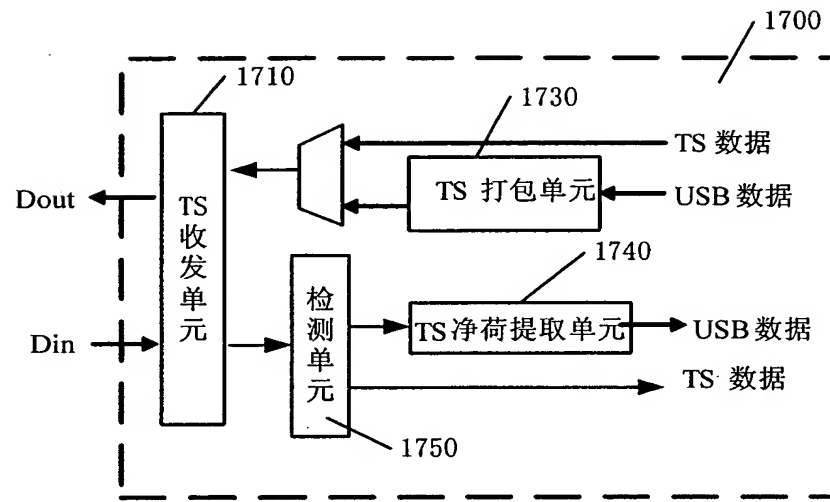 1700
1710
1730
TS 数据
TS 打包单元
USB 数据
Dout
TS收发单元
1740
检测单元
TS净荷提取单元
USB 数据
Din
TS 数据
1750